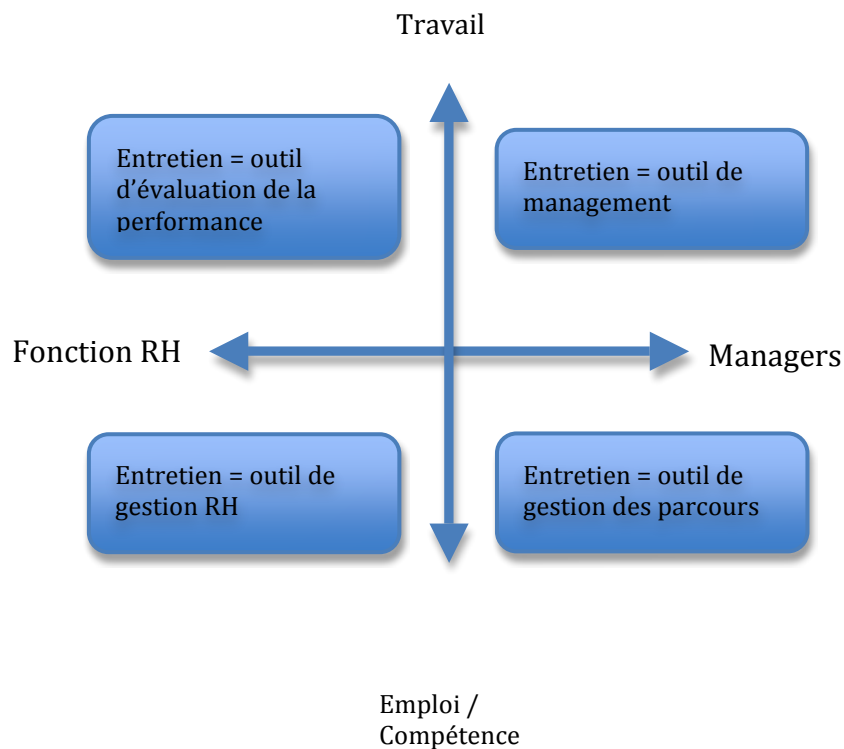 Travail
Entretien = outil
d’évaluation de la
performance
Entretien = outil de
management
Fonction RH
Managers
Entretien = outil de
gestion RH
Entretien = outil de
gestion des parcours
Emploi /
Compétence